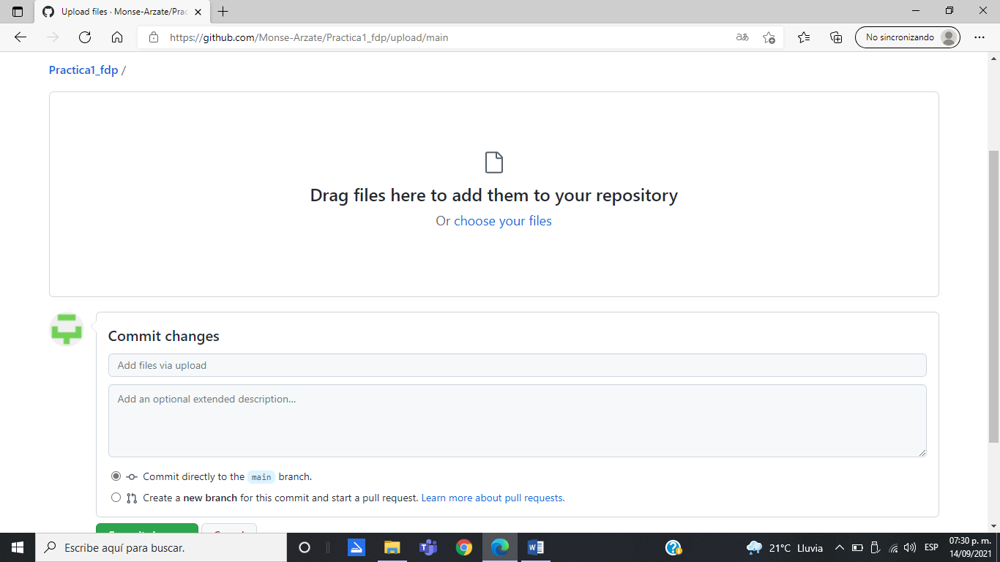 Upload files · Monse-Arzate/Prac
https://github.com/Monse-Arzate/Practica1_fdp/upload/main
aあ
No sincronizando
Practica1_fdp /
Drag files here to add them to your repository
Or choose your files
Commit changes
Add files via upload
Add an optional extended description...
Commit directly to the main branch.
Create a new branch for this commit and start a pull request. Learn more about pull requests.
Escribe aquí para buscar.
21°C Lluvia
ESP
07:30 p. m.
14/09/2021